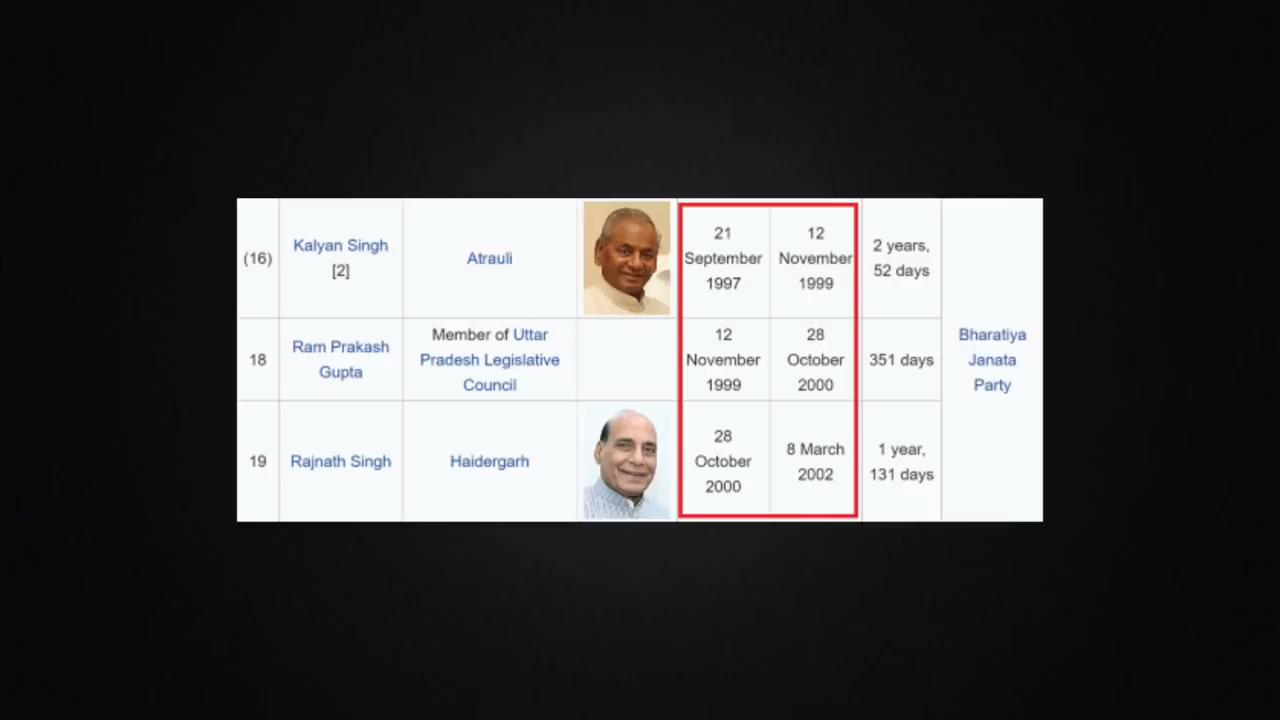 (16)
Kalyan Singh
[2]
Atrauli
21
September
1997
12
November
1999
2 years,
52 days
18
Ram Prakash
Gupta
Member of Uttar
Pradesh Legislative
Council
12
November
1999
28
October
2000
351 days
Bharatiya
Janata
Party
19
Rajnath Singh
Haidergarh
28
October
2000
8 March
2002
1 year,
131 days